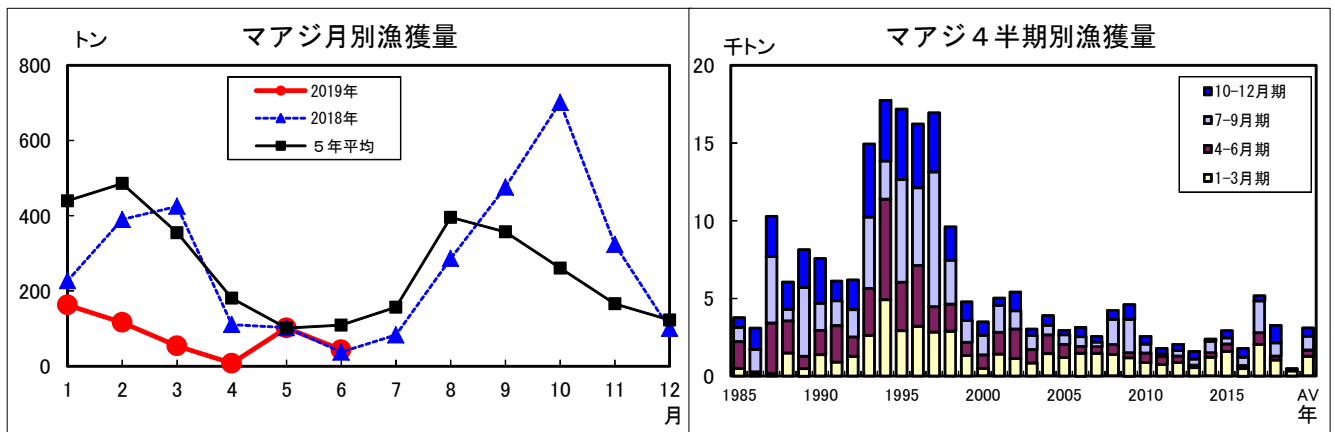 マアジ月別漁獲量
トン
800
600
400
200
0
2019年
2018年
５年平均
1 2 3 4 5 6 7 8 9 10 11 12
月
マアジ４半期別漁獲量
千トン
20
15
10
5
0
10-12月期
7-9月期
4-6月期
1-3月期
1985 1990 1995 2000 2005 2010 2015 AV
年